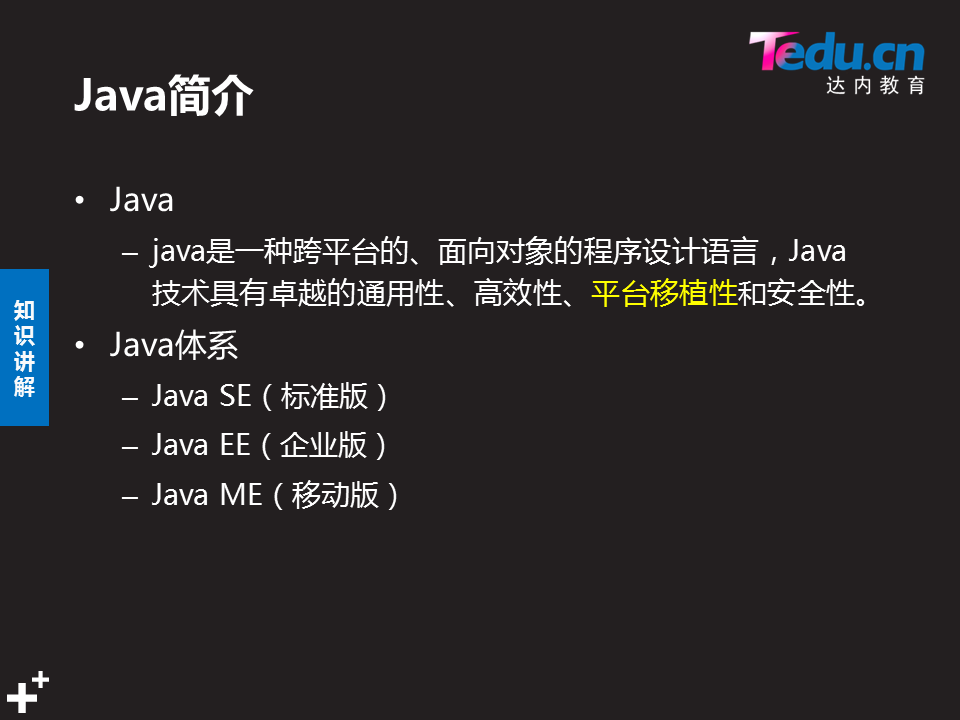 Tedu.cn
达内教育
Java简介
• Java
– java是一种跨平台的、面向对象的程序设计语言，Java
技术具有卓越的通用性、高效性、平台移植性和安全性。
• Java体系
– Java SE（标准版）
– Java EE（企业版）
– Java ME（移动版）
知
识
讲
解